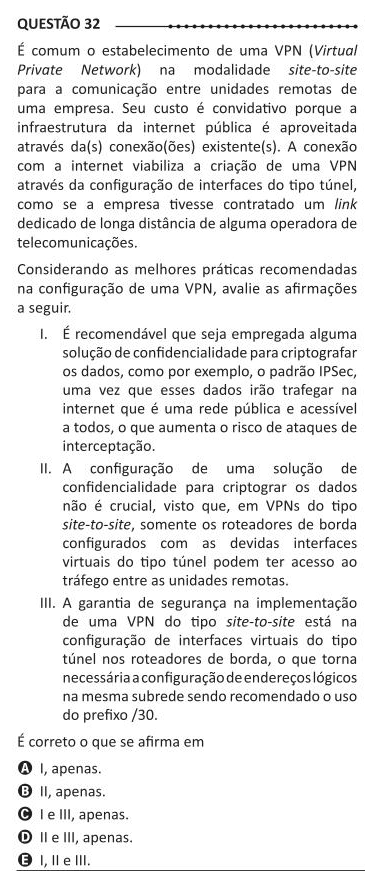 QUESTÃO 32
É comum o estabelecimento de uma VPN (Virtual
Private Network) na modalidade site-to-site
para a comunicação entre unidades remotas de
uma empresa. Seu custo é convidativo porque a
infraestrutura da internet pública é aproveitada
através da(s) conexão(ões) existente(s). A conexão
com a internet viabiliza a criação de uma VPN
através da configuração de interfaces do tipo túnel,
como se a empresa tivesse contratado um link
dedicado de longa distância de alguma operadora de
telecomunicações.
Considerando as melhores práticas recomendadas
na configuração de uma VPN, avalie as afirmações
a seguir.
I. É recomendável que seja empregada alguma
solução de confidencialidade para criptografar
os dados, como por exemplo, o padrão IPSec,
uma vez que esses dados irão trafegar na
internet que é uma rede pública e acessível
a todos, o que aumenta o risco de ataques de
interceptação.
II. A configuração de uma solução de
confidencialidade para criptograr os dados
não é crucial, visto que, em VPNs do tipo
site-to-site, somente os roteadores de borda
configurados com as devidas interfaces
virtuais do tipo túnel podem ter acesso ao
tráfego entre as unidades remotas.
III. A garantia de segurança na implementação
de uma VPN do tipo site-to-site está na
configuração de interfaces virtuais do tipo
túnel nos roteadores de borda, o que torna
necessária a configuração de endereços lógicos
na mesma subrede sendo recomendado o uso
do prefixo /30.
É correto o que se afirma em
A I, apenas.
B II, apenas.
C I e III, apenas.
D II e III, apenas.
E I, II e III.